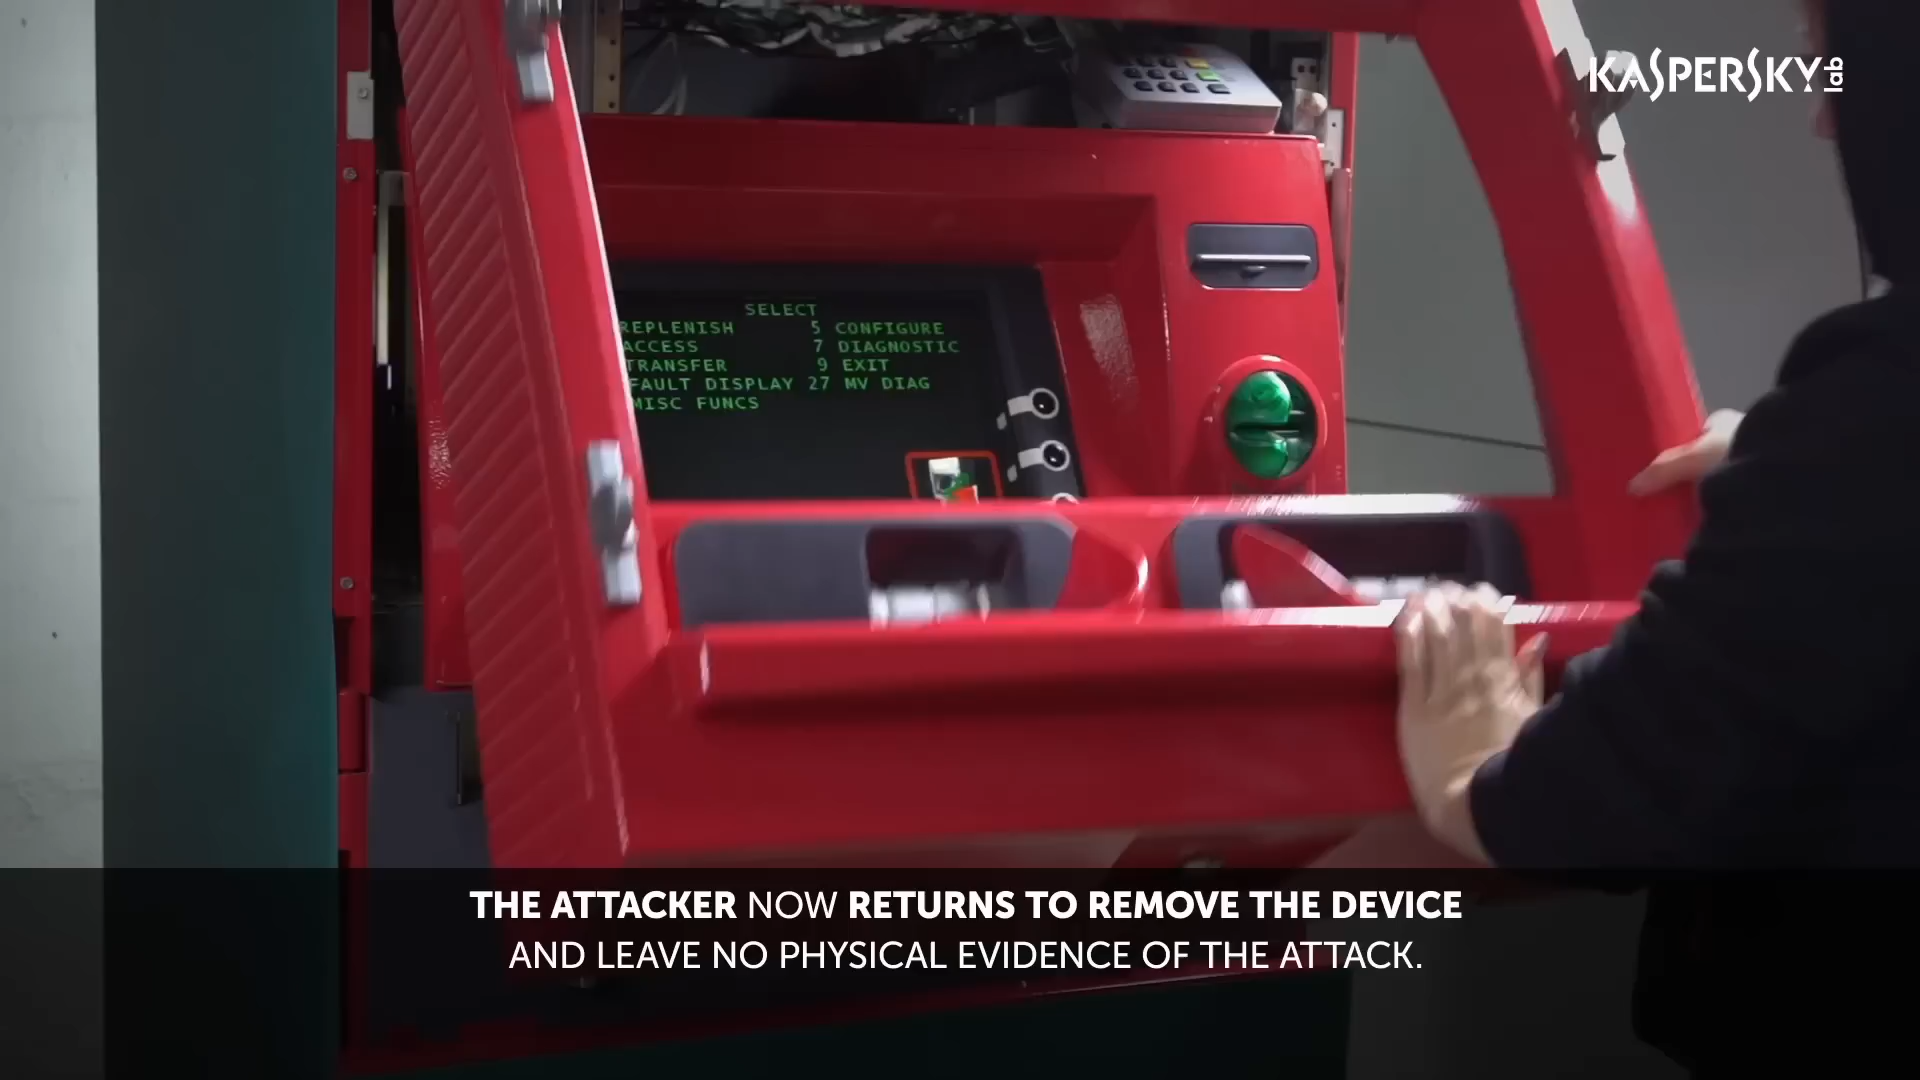 KASPERSKY lab
SELECT
REPLENISH 5 CONFIGURE
ACCESS 7 DIAGNOSTIC
TRANSFER 9 EXIT
FAULT DISPLAY 27 MV DIAG
MISC FUNCS
THE ATTACKER NOW RETURNS TO REMOVE THE DEVICE
AND LEAVE NO PHYSICAL EVIDENCE OF THE ATTACK.